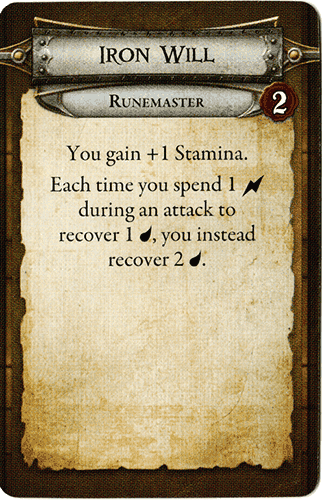 Iron Will
Runemaster
2
You gain +1 Stamina.
Each time you spend 1
during an attack to
recover 1 , you instead
recover 2 .